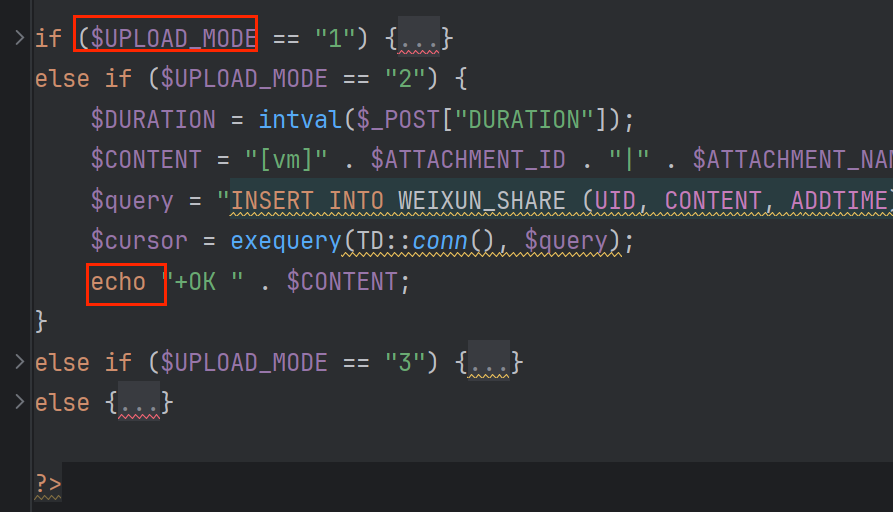 if ($UPLOAD_MODE == "1") {...}
else if ($UPLOAD_MODE == "2") {
$DURATION = intval($_POST["DURATION"]);
$CONTENT = "[vm]" . $ATTACHMENT_ID . "|" . $ATTACHMENT_NAM
$query = "INSERT INTO WEIXUN_SHARE (UID, CONTENT, ADDTIME)
$cursor = exequery(TD::conn(), $query);
echo "+OK " . $CONTENT;
}
else if ($UPLOAD_MODE == "3") {...}
else {...}
?>